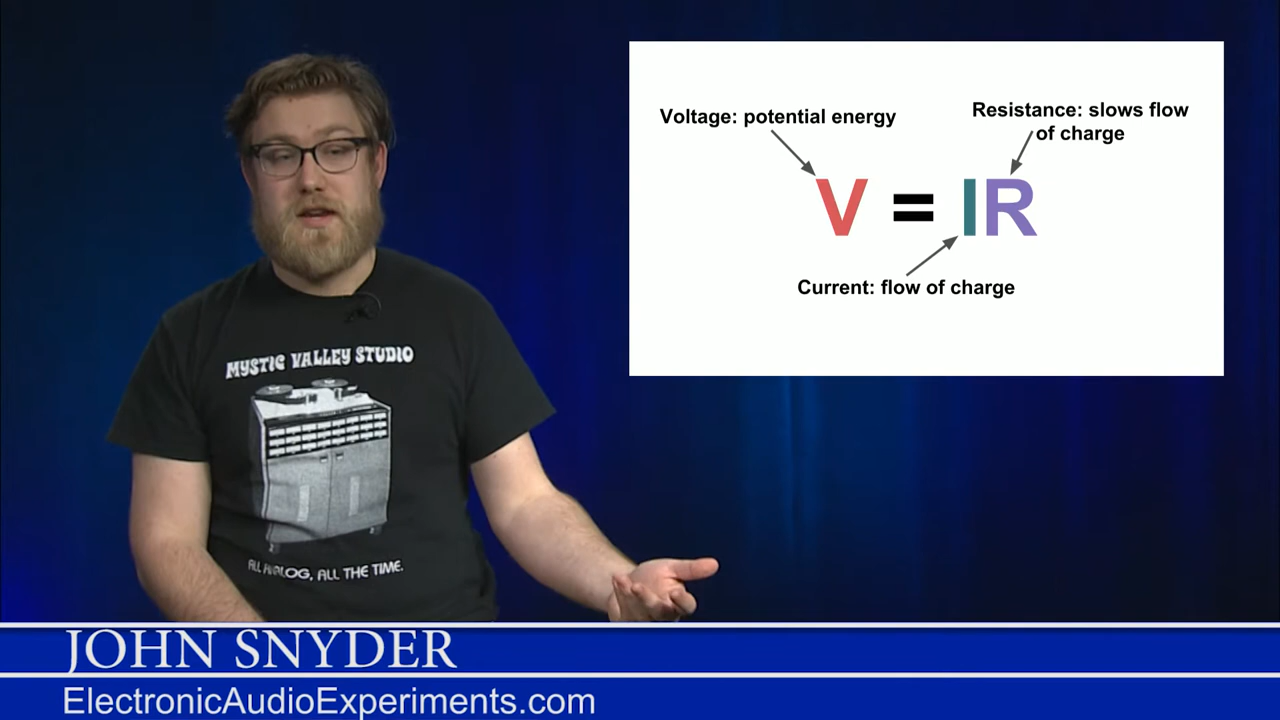 Voltage: potential energy
Resistance: slows flow
of charge
V = IR
Current: flow of charge
MYSTIC VALLEY STUDIO
ALL ANALOG, ALL THE TIME.
JOHN SNYDER
ElectronicAudioExperiments.com